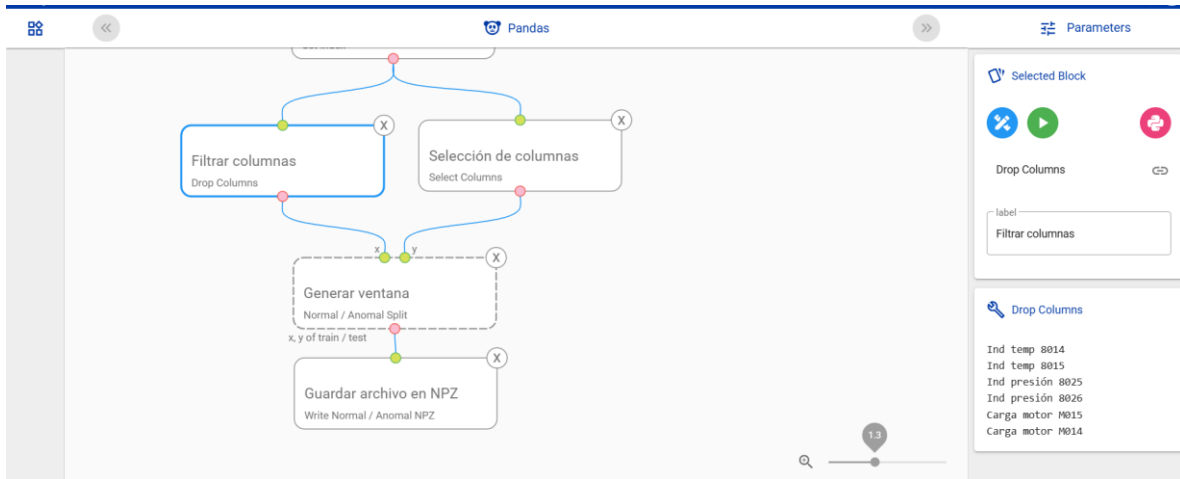 Pandas
Parameters
Selected Block
Drop Columns
label
Filtrar columnas
Drop Columns
Ind temp 8014
Ind temp 8015
Ind presión 8025
Ind presión 8026
Carga motor M015
Carga motor M014
X
Filtrar columnas
Drop Columns
X
Selección de columnas
Select Columns
x
y
X
Generar ventana
Normal / Anomal Split
x, y of train / test
X
Guardar archivo en NPZ
Write Normal / Anomal NPZ
1.3